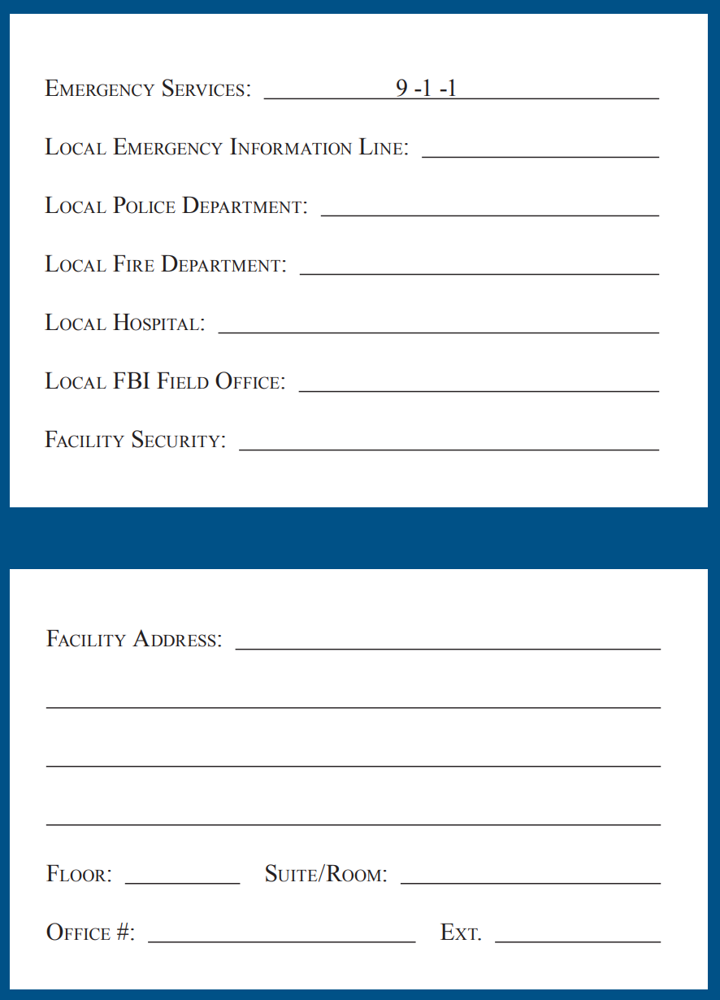 Emergency Services: 9 -1 -1
Local Emergency Information Line:
Local Police Department:
Local Fire Department:
Local Hospital:
Local FBI Field Office:
Facility Security:
Facility Address:
Floor: Suite/Room:
Office #: Ext.